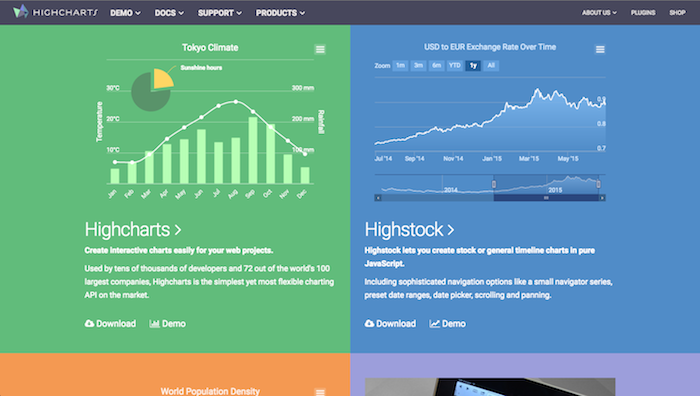 HIGHCHARTS DEMO DOCS SUPPORT PRODUCTS ABOUT US PLUGINS SHOP
Tokyo Climate
Sunshine hours
30°C 300 mm
20°C 200 mm
10°C 100 mm
Temperature
Rainfall
Jan Feb Mar Apr May Jun Jul Aug Sep Oct Nov Dec
Highcharts >
Create interactive charts easily for your web projects.
Used by tens of thousands of developers and 72 out of the world's 100
largest companies, Highcharts is the simplest yet most flexible charting
API on the market.
Download Demo
USD to EUR Exchange Rate Over Time
Zoom 1m 3m 6m YTD 1y All
0.9
0.8
0.7
Jul '14 Sep '14 Nov '14 Jan '15 Mar '15 May '15
2014 2015
Highstock >
Highstock lets you create stock or general timeline charts in pure
JavaScript.
Including sophisticated navigation options like a small navigator series,
preset date ranges, date picker, scrolling and panning.
Download Demo
World Population Density